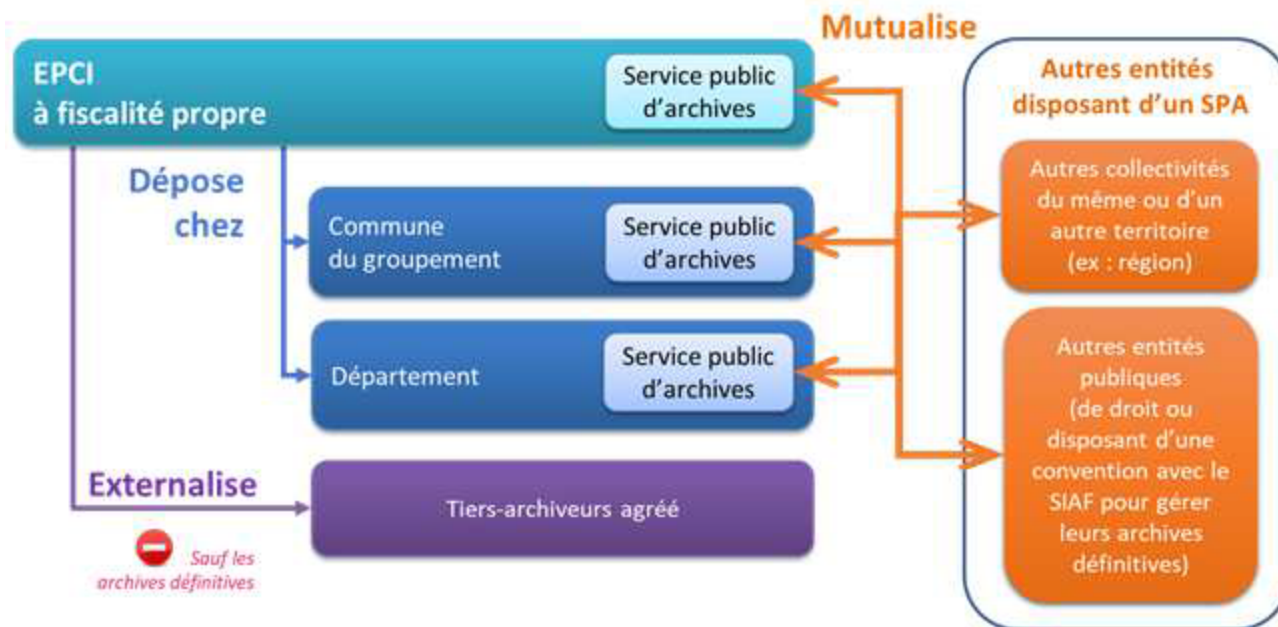 Mutualise
EPCI
à fiscalité propre
Service public
d'archives
Dépose
chez
Commune
du groupement
Service public
d'archives
Département
Service public
d'archives
Externalise
Sauf les
archives définitives
Tiers-archiveurs agréé
Autres entités
disposant d'un SPA
Autres collectivités
du même ou d'un
autre territoire
(ex : région)
Autres entités
publiques
(de droit ou
disposant d'une
convention avec le
SIAF pour gérer
leurs archives
définitives)